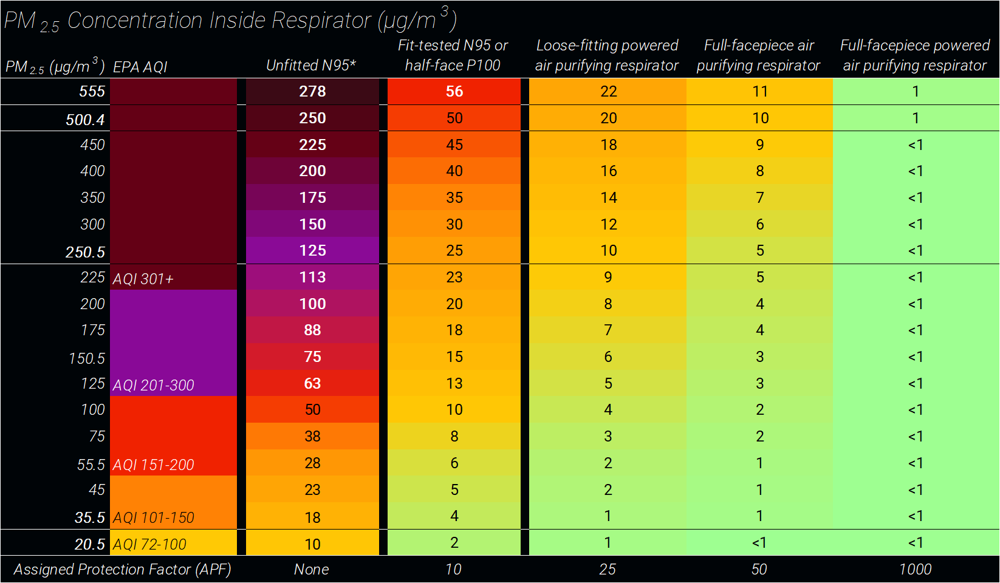 PM 2.5 Concentration Inside Respirator (µg/m³)
PM 2.5 (µg/m³) EPA AQI Unfitted N95* Fit-tested N95 or half-face P100 Loose-fitting powered air purifying respirator Full-facepiece air purifying respirator Full-facepiece powered air purifying respirator
555 278 56 22 11 1
500.4 250 50 20 10 1
450 225 45 18 9 <1
400 200 40 16 8 <1
350 175 35 14 7 <1
300 150 30 12 6 <1
250.5 125 25 10 5 <1
225 AQI 301+ 113 23 9 5 <1
200 100 20 8 4 <1
175 88 18 7 4 <1
150.5 75 15 6 3 <1
125 AQI 201-300 63 13 5 3 <1
100 50 10 4 2 <1
75 38 8 3 2 <1
55.5 AQI 151-200 28 6 2 1 <1
45 23 5 2 1 <1
35.5 AQI 101-150 18 4 1 1 <1
20.5 AQI 72-100 10 2 1 <1 <1
Assigned Protection Factor (APF) None 10 25 50 1000